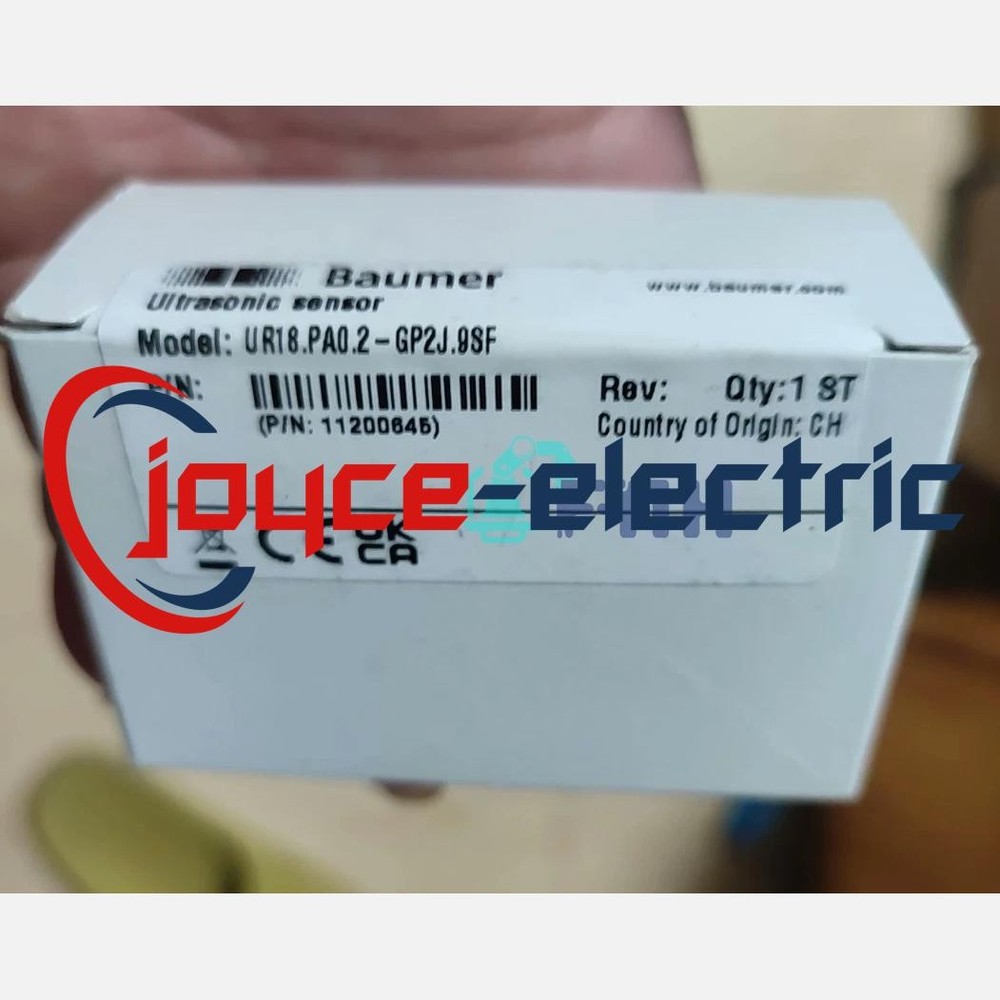 Baumer
www.baumer.com
Ultrasonic sensor
Model: UR18.PA0.2-GP2J.9SF
P/N:
Rev: Qty:1 ST
(P/N: 11200645)
Country of Origin: CH
joyce-electric
CE UK
CA